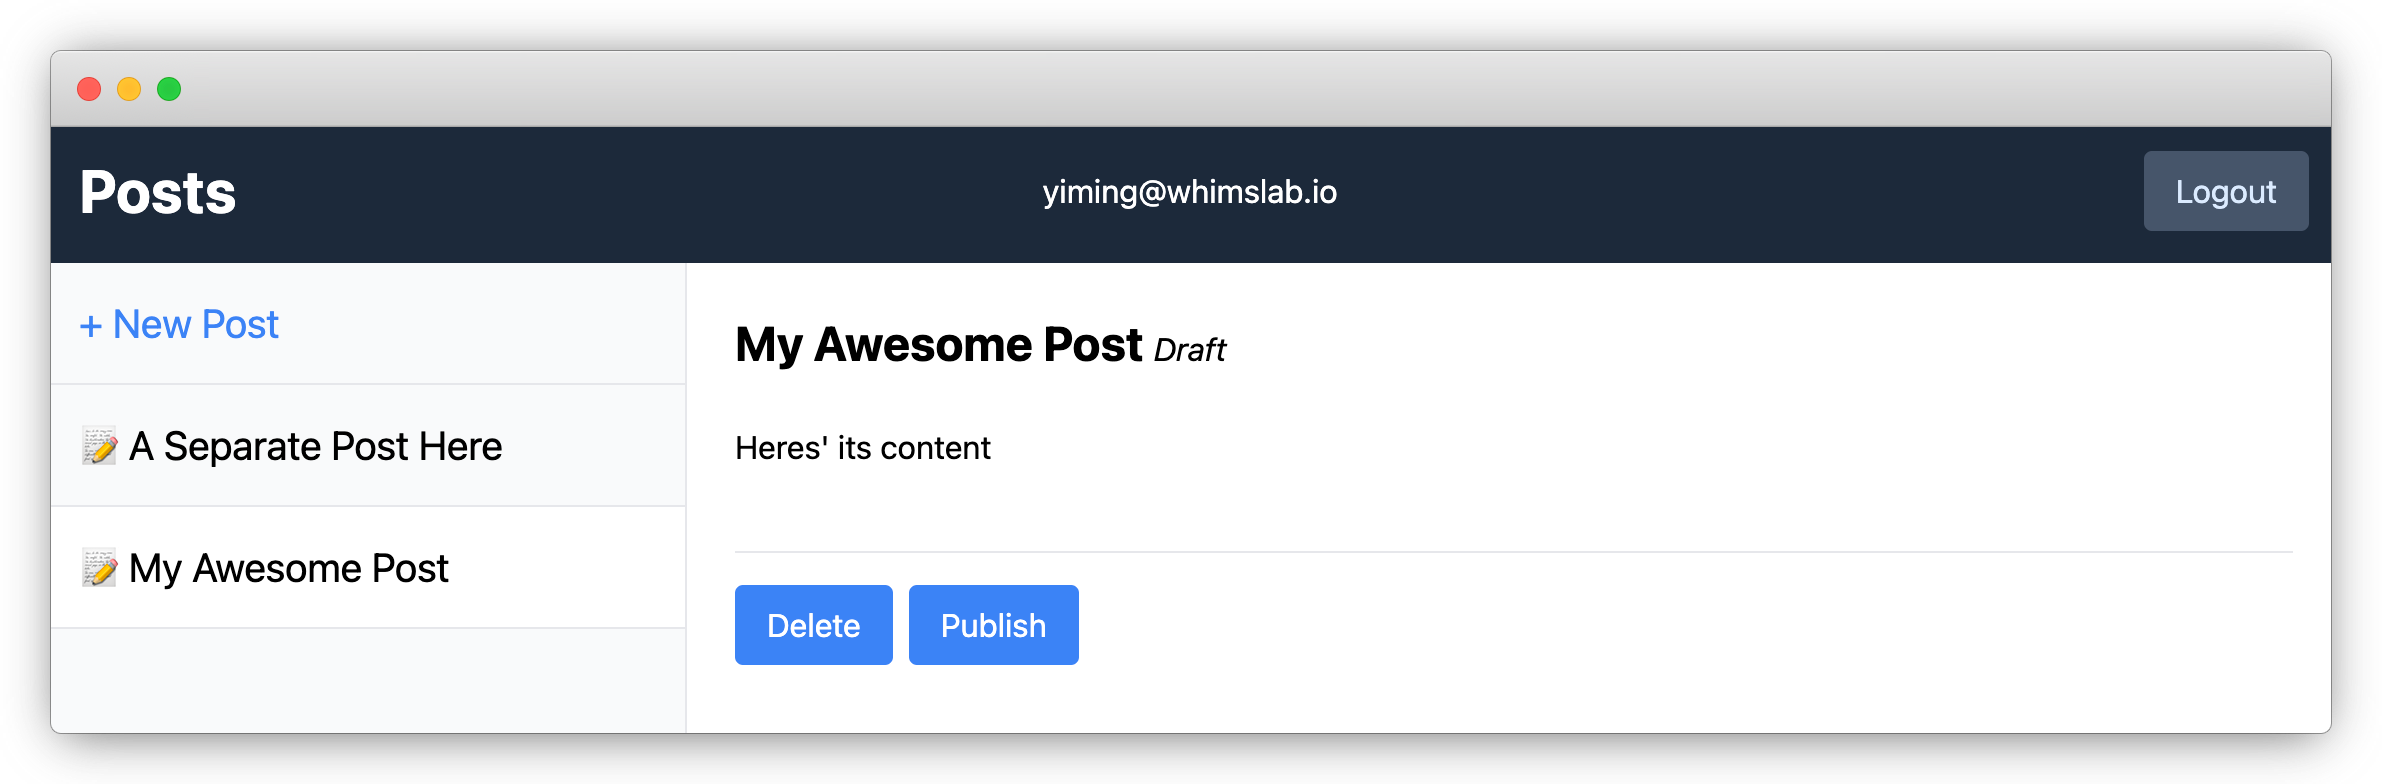 Posts
yiming@whimslab.io
Logout
+ New Post
A Separate Post Here
My Awesome Post
My Awesome Post Draft
Heres' its content
Delete
Publish